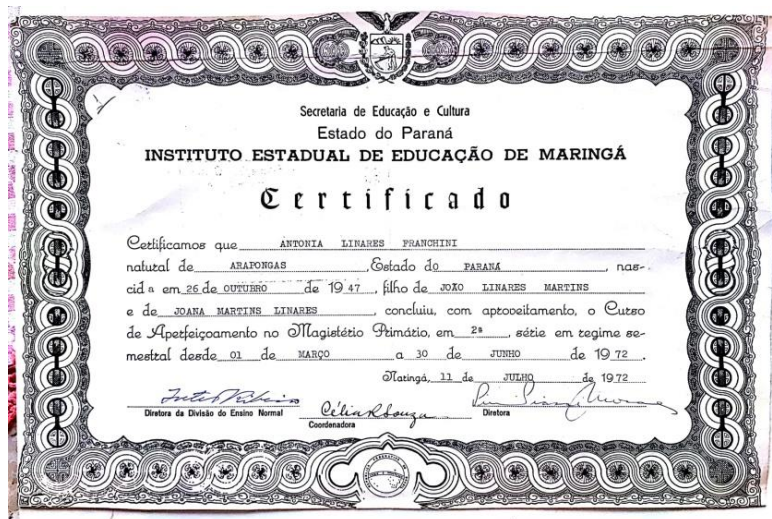 Secretaria de Educação e Cultura
Estado do Paraná
INSTITUTO ESTADUAL DE EDUCAÇÃO DE MARINGÁ
Certificado
Certificamos que ANTONIA LINARES FRANCHINI
natural de ARAPONGAS, Estado do PARANÁ, nas-
cida em 26 de OUTUBRO de 1947, filho de JOÃO LINARES MARTINS
e de JOANA MARTINS LINARES, concluiu, com aproveitamento, o Curso
de Aperfeiçoamento no Magistério Primário, em 2ª, série em regime se-
mestral desde 01 de MARÇO a 30 de JUNHO de 1972.
Maringá, 11 de JULHO de 1972
Diretora da Divisão do Ensino Normal
Célia R Souza
Coordenadora
Diretora